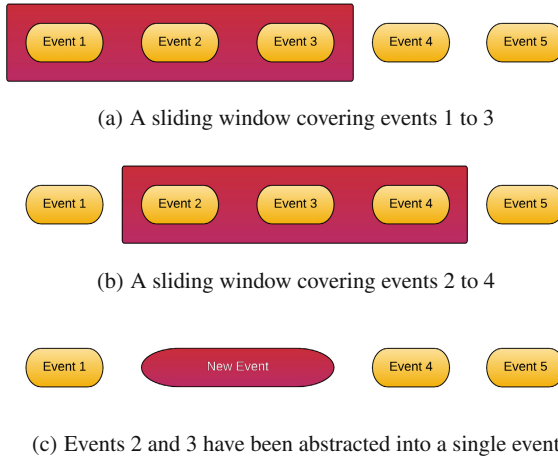 Event 1 Event 2 Event 3 Event 4 Event 5
(a) A sliding window covering events 1 to 3
Event 1 Event 2 Event 3 Event 4 Event 5
(b) A sliding window covering events 2 to 4
Event 1 New Event Event 4 Event 5
(c) Events 2 and 3 have been abstracted into a single event